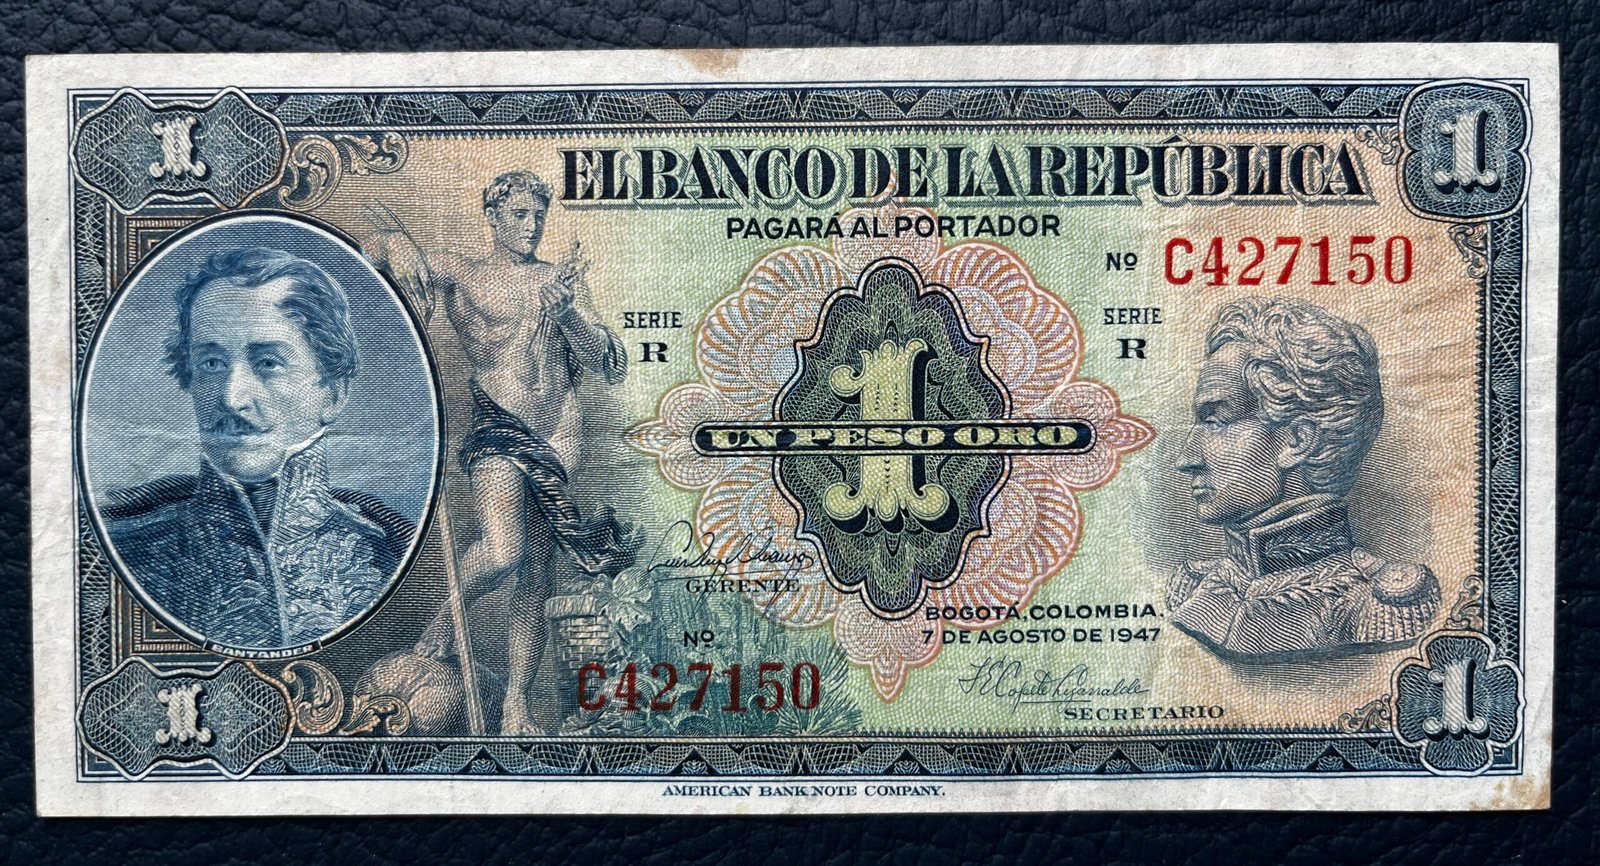 1
1
EL BANCO DE LA REPÚBLICA
PAGARÁ AL PORTADOR
Nº C427150
SERIE
R
SERIE
R
1
UN PESO ORO
GERENTE
BOGOTÁ, COLOMBIA.
7 DE AGOSTO DE 1947
SANTANDER
Nº
C427150
SECRETARIO
1
1
AMERICAN BANK NOTE COMPANY.